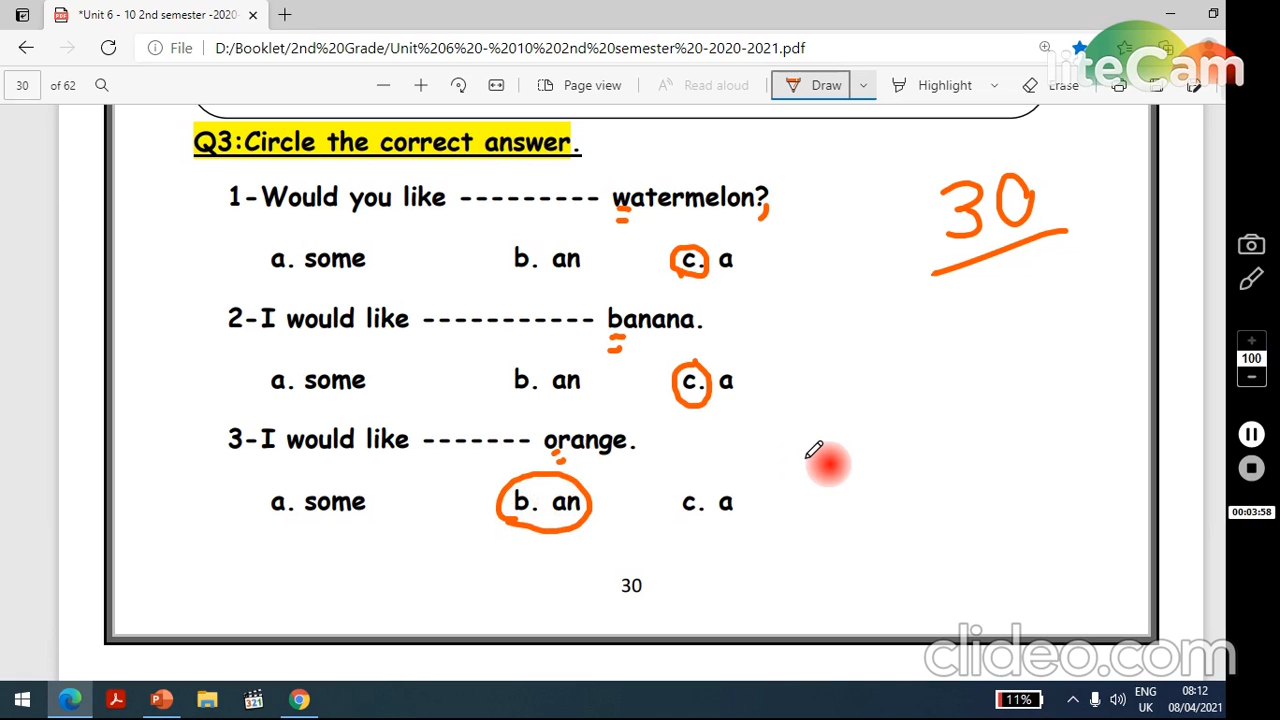 *Unit 6 - 10 2nd semester -2020-
File D:/Booklet/2nd%20Grade/Unit%206%20-%2010%202nd%20semester%20-2020-2021.pdf
30 of 62 Page view Read aloud Draw Highlight Erase
liteCam
Q3:Circle the correct answer.
1-Would you like --------- watermelon?
30
a. some b. an c. a
2-I would like ----------- banana.
100
a. some b. an c. a
3-I would like ------- orange.
a. some b. an c. a
00:03:58
30
clideo.com
321
11% ENG 08:12
UK 08/04/2021